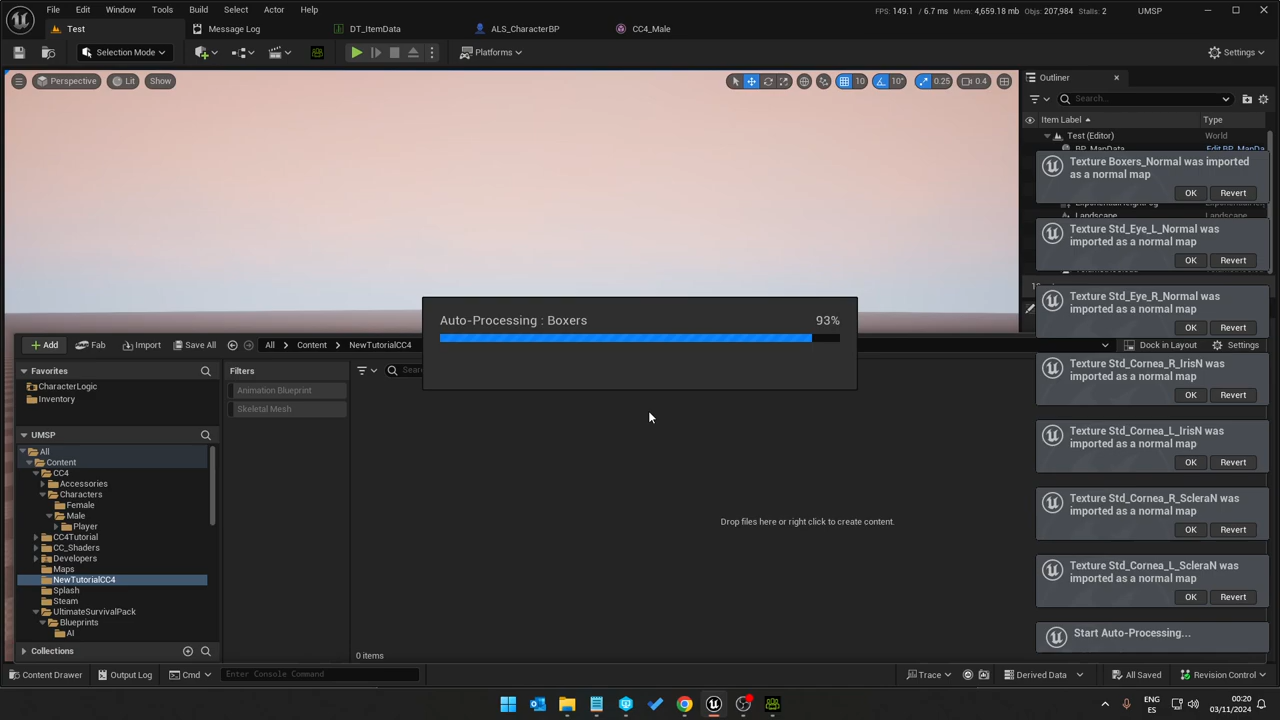 File Edit Window Tools Build Select Actor Help
FPS: 149.1 / 6.7 ms Mem: 4,659.18 mb Objs: 207,984 Stalls: 2
UMSP
Test Message Log DT_ItemData ALS_CharacterBP CC4_Male
Selection Mode Platforms Settings
Perspective Lit Show 10 10° 0.25 0.4
Outliner
Search...
Item Label Type
Test (Editor) World
BP_MapData Edit BP_MapDa
Texture Boxers_Normal was imported
as a normal map
OK Revert
Landscape
Texture Std_Eye_L_Normal was
imported as a normal map
OK Revert
Texture Std_Eye_R_Normal was
imported as a normal map
OK Revert
Auto-Processing : Boxers 93%
Add Fab Import Save All All Content NewTutorialCC4 Dock in Layout Settings
Favorites
CharacterLogic
Inventory
Filters
Animation Blueprint
Skeletal Mesh
Sear
Texture Std_Cornea_R_IrisN was
imported as a normal map
OK Revert
Texture Std_Cornea_L_IrisN was
imported as a normal map
OK Revert
Texture Std_Cornea_R_ScleraN was
imported as a normal map
OK Revert
Texture Std_Cornea_L_ScleraN was
imported as a normal map
OK Revert
Start Auto-Processing...
UMSP
All
Content
CC4
Accessories
Characters
Female
Male
Player
CC4Tutorial
CC_Shaders
Developers
Maps
NewTutorialCC4
Splash
Steam
UltimateSurvivalPack
Blueprints
AI
Collections
Drop files here or right click to create content.
0 items
Content Drawer Output Log Cmd Enter Console Command Trace Derived Data All Saved Revision Control
ENG
ES
00:20
03/11/2024